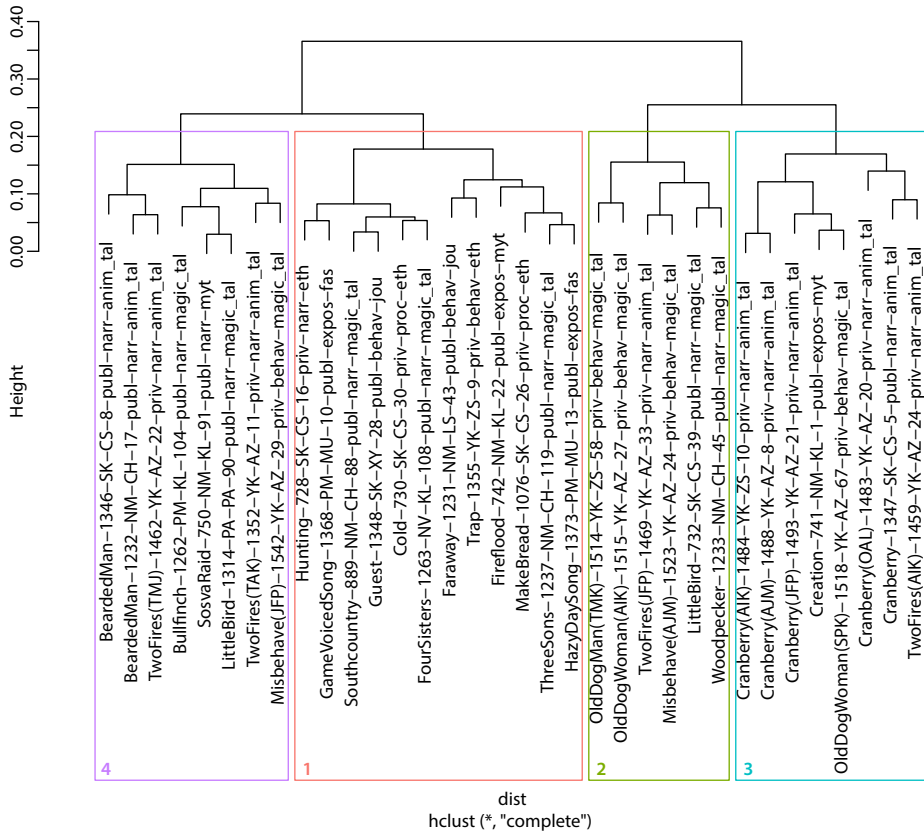 0.40
0.30
0.20
0.10
0.00
Height
BeardedMan–1346–SK–CS–8–publ–narr–anim_tal
BeardedMan–1232–NM–CH–17–publ–narr–anim_tal
TwoFires(TMJ)–1462–YK–AZ–22–priv–narr–anim_tal
Bullfinch–1262–PM–KL–104–publ–narr–magic_tal
SosvaRaid–750–NM–KL–91–publ–narr–myt
LittleBird–1314–PA–PA–90–publ–narr–magic_tal
TwoFires(TAK)–1352–YK–AZ–11–priv–narr–anim_tal
Misbehave(JFP)–1542–YK–AZ–29–priv–behav–magic_tal
Hunting–728–SK–CS–16–priv–narr–eth
GameVoicedSong–1368–PM–MU–10–publ–expos–fas
Southcountry–889–NM–CH–88–publ–narr–magic_tal
Guest–1348–SK–XY–28–publ–behav–jou
Cold–730–SK–CS–30–priv–proc–eth
FourSisters–1263–NV–KL–108–publ–narr–magic_tal
Faraway–1231–NM–LS–43–publ–behav–jou
Trap–1355–YK–ZS–9–priv–behav–eth
Fireflood–742–NM–KL–22–publ–expos–myt
MakeBread–1076–SK–CS–26–priv–proc–eth
ThreeSons–1237–NM–CH–119–publ–narr–magic_tal
HazyDaySong–1373–PM–MU–13–publ–expos–fas
OldDogMan(TMK)–1514–YK–ZS–58–priv–behav–magic_tal
OldDogWoman(AIK)–1515–YK–AZ–27–priv–behav–magic_tal
TwoFires(JFP)–1469–YK–AZ–33–priv–narr–anim_tal
Misbehave(AJM)–1523–YK–AZ–24–priv–behav–magic_tal
LittleBird–732–SK–CS–39–publ–narr–magic_tal
Woodpecker–1233–NM–CH–45–publ–narr–magic_tal
Cranberry(AIK)–1484–YK–ZS–10–priv–narr–anim_tal
Cranberry(AJM)–1488–YK–AZ–8–priv–narr–anim_tal
Cranberry(JFP)–1493–YK–AZ–21–priv–narr–anim_tal
Creation–741–NM–KL–1–publ–expos–myt
OldDogWoman(SPK)–1518–YK–AZ–67–priv–behav–magic_tal
Cranberry(OAL)–1483–YK–AZ–20–priv–narr–anim_tal
Cranberry–1347–SK–CS–5–publ–narr–anim_tal
TwoFires(AIK)–1459–YK–AZ–24–priv–narr–anim_tal
4
1
2
3
dist
hclust (*, "complete")